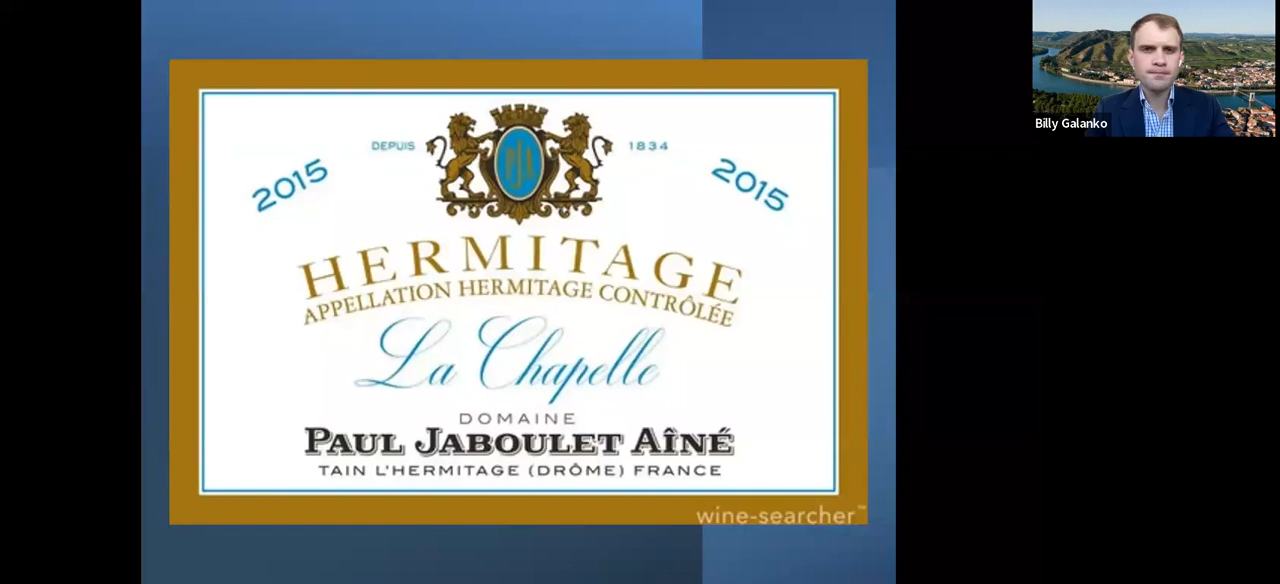 DEPUIS 1834
2015 2015
HERMITAGE
APPELLATION HERMITAGE CONTRÔLÉE
La Chapelle
DOMAINE
PAUL JABOULET AÎNÉ
TAIN L'HERMITAGE (DRÔME) FRANCE
wine-searcher™
Billy Galanko